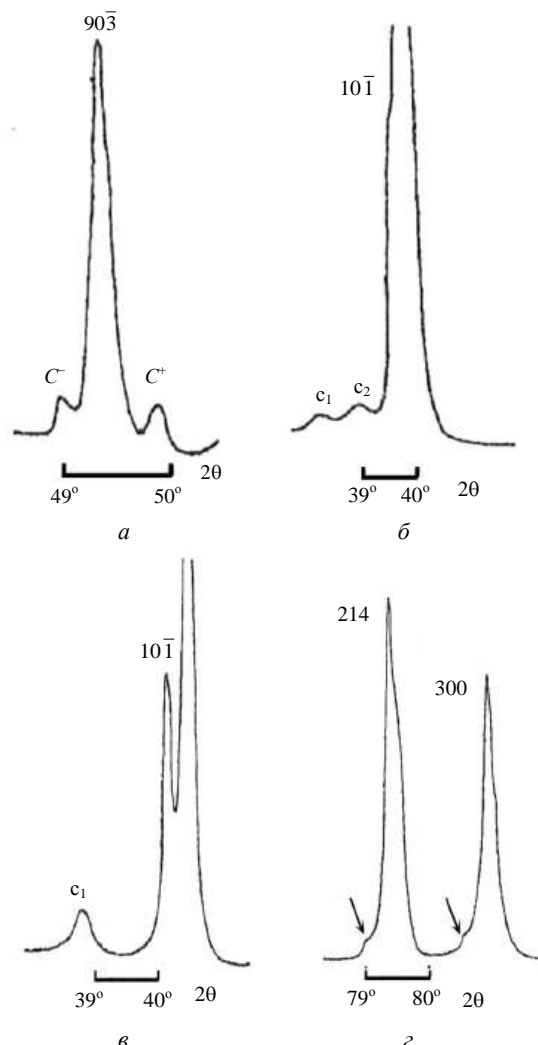 903̅
C⁻
C⁺
49° 50° 2θ
а
101̅
c₁ c₂
39° 40° 2θ
б
101̅
c₁
39° 40° 2θ
в
214
300
79° 80° 2θ
г